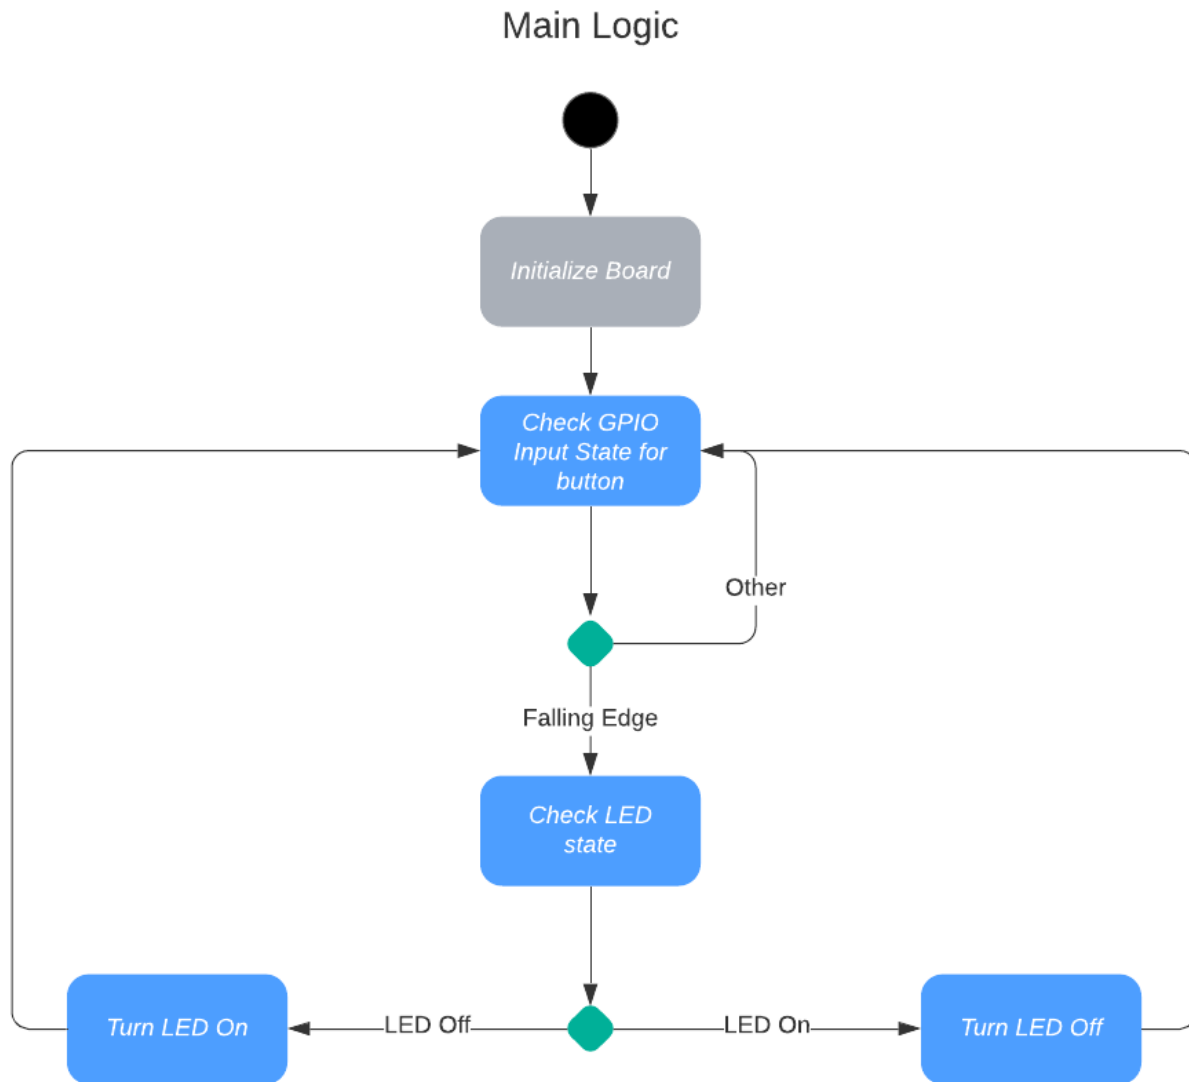 Main Logic
Initialize Board
Check GPIO
Input State for
button
Other
Falling Edge
Check LED
state
Turn LED On
LED Off
LED On
Turn LED Off